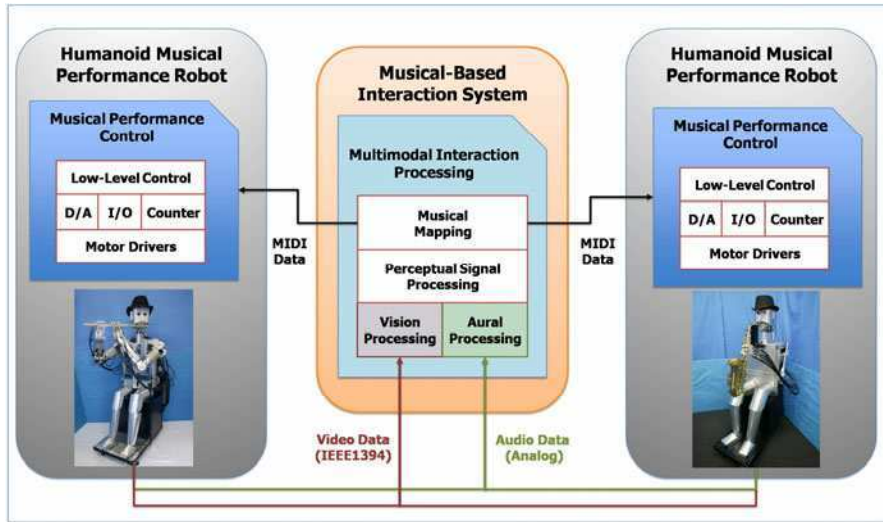 Humanoid Musical
Performance Robot
Musical Performance
Control
Low-Level Control
D/A
I/O
Counter
Motor Drivers
MIDI
Data
Musical-Based
Interaction System
Multimodal Interaction
Processing
Musical
Mapping
Perceptual Signal
Processing
Vision
Processing
Aural
Processing
Video Data
(IEEE1394)
Audio Data
(Analog)
MIDI
Data
Humanoid Musical
Performance Robot
Musical Performance
Control
Low-Level Control
D/A
I/O
Counter
Motor Drivers